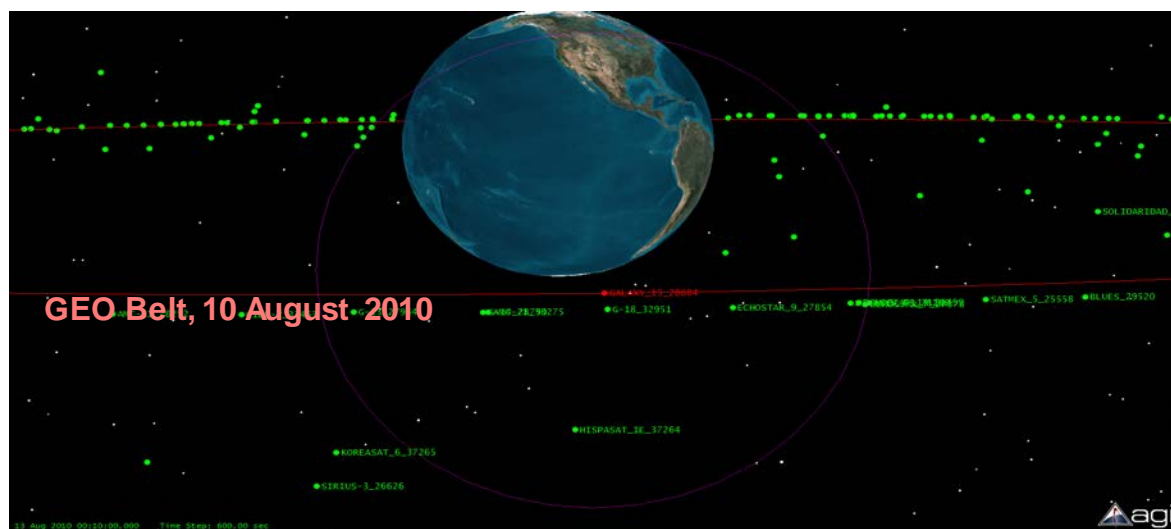 SOLIDARIDAD_
GALAXY_15_28884
GEO Belt, 10 August 2010
G-18_32951
ECHOSTAR_9_27854
SATMEX_5_25558
BLUES_29520
HISPASAT_1E_37264
KOREASAT_6_37265
SIRIUS-3_26626
13 Aug 2010 00:10:00.000 Time Step: 600.00 sec
agi